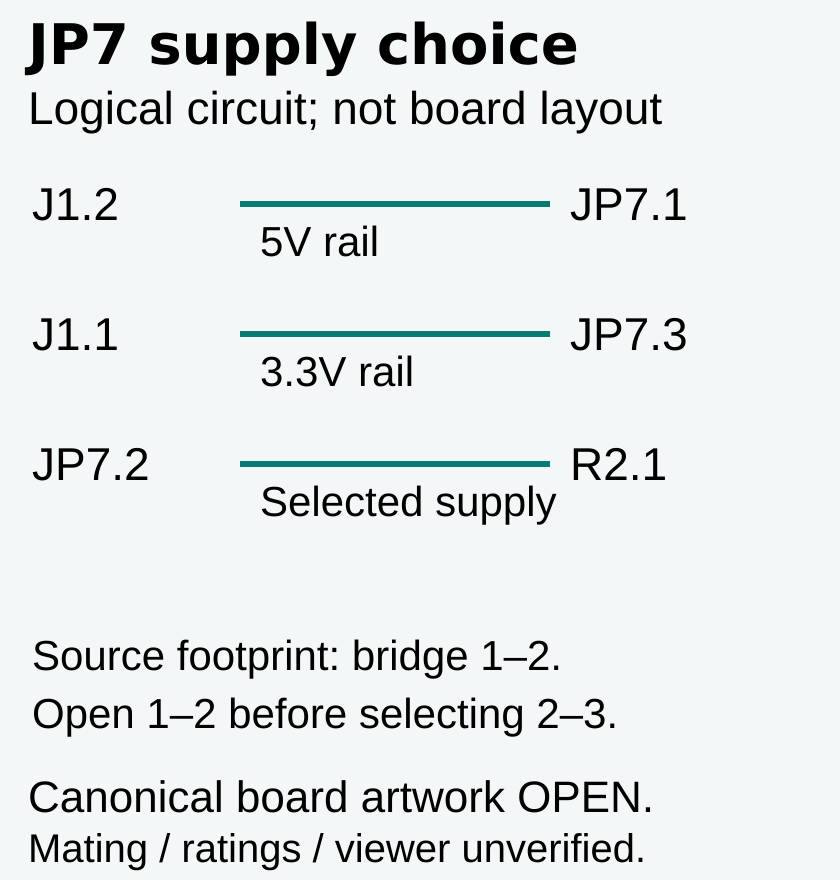 JP7 supply choice
Logical circuit; not board layout
J1.2 JP7.1
5V rail
J1.1 JP7.3
3.3V rail
JP7.2 R2.1
Selected supply
Source footprint: bridge 1–2.
Open 1–2 before selecting 2–3.
Canonical board artwork OPEN.
Mating / ratings / viewer unverified.